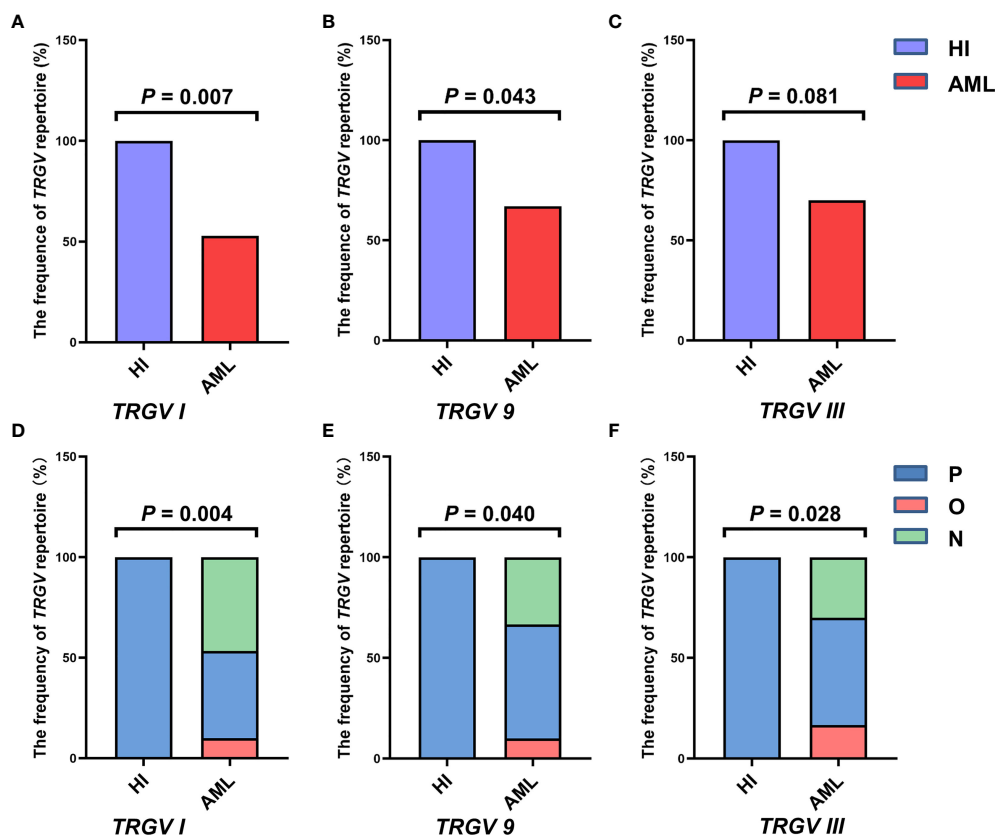 A
The frequence of TRGV repertoire (%)
150
100
50
0
P = 0.007
HI
AML
TRGV I
B
The frequence of TRGV repertoire (%)
150
100
50
0
P = 0.043
HI
AML
TRGV 9
C
The frequence of TRGV repertoire (%)
150
100
50
0
P = 0.081
HI
AML
TRGV III
HI
AML
D
The frequency of TRGV repertoire (%)
150
100
50
0
P = 0.004
HI
AML
TRGV I
E
The frequency of TRGV repertoire (%)
150
100
50
0
P = 0.040
HI
AML
TRGV 9
F
The frequency of TRGV repertoire (%)
150
100
50
0
P = 0.028
HI
AML
TRGV III
P
O
N